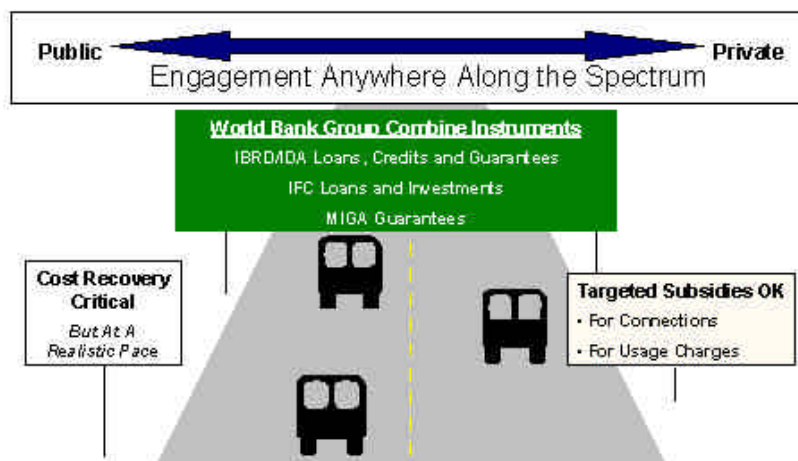 Public
Private
Engagement Anywhere Along the Spectrum
World Bank Group Combine Instruments
IBRD/IDA Loans, Credits and Guarantees
IFC Loans and Investments
MIGA Guarantees
Cost Recovery
Critical
But At A
Realistic Pace
Targeted Subsidies OK
• For Connections
• For Usage Charges